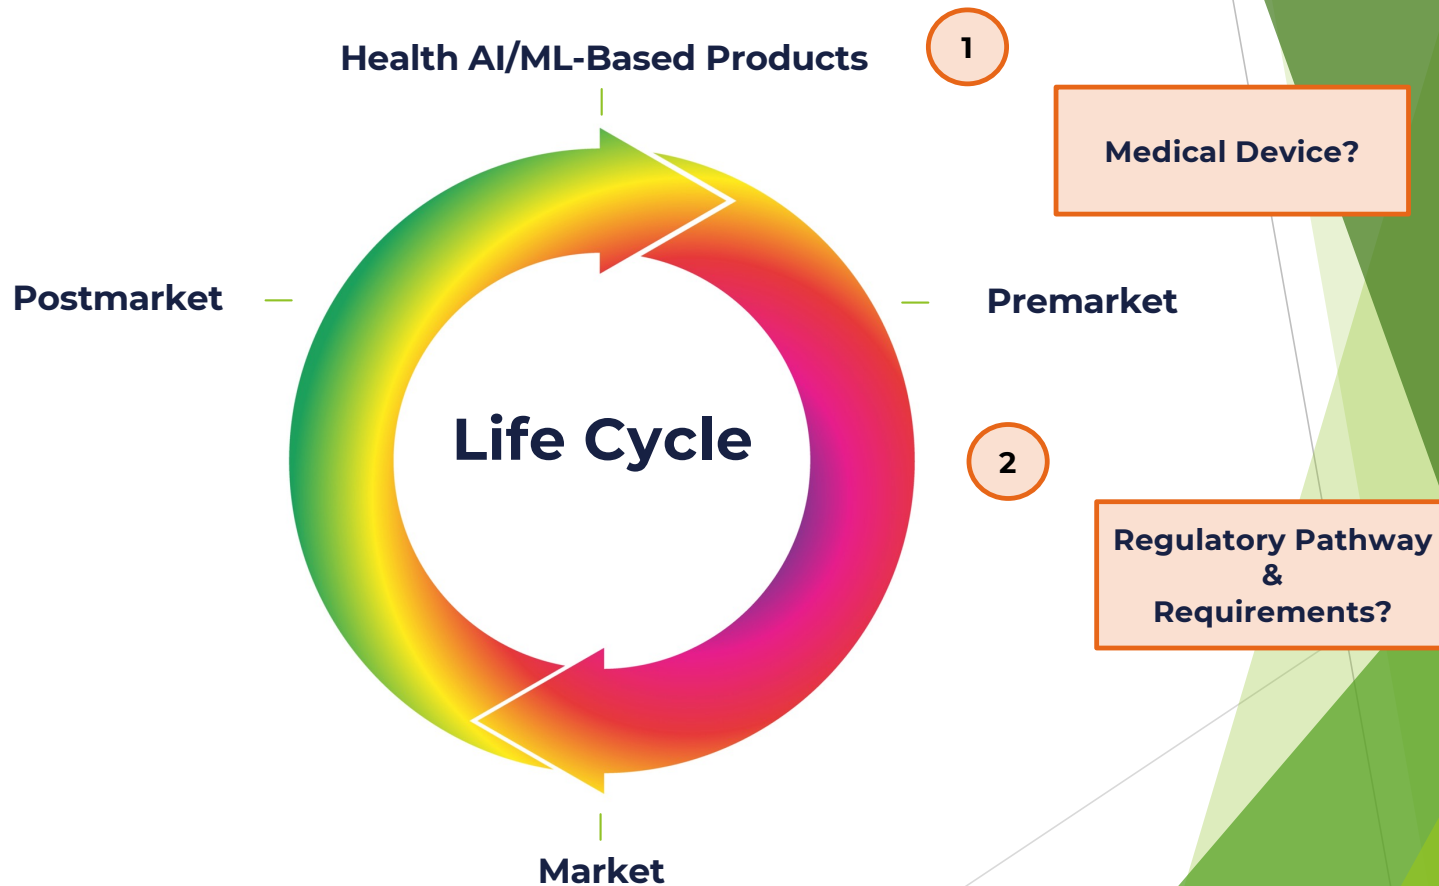 Health AI/ML-Based Products
1
Medical Device?
Postmarket
Premarket
Life Cycle
2
Regulatory Pathway
&
Requirements?
Market